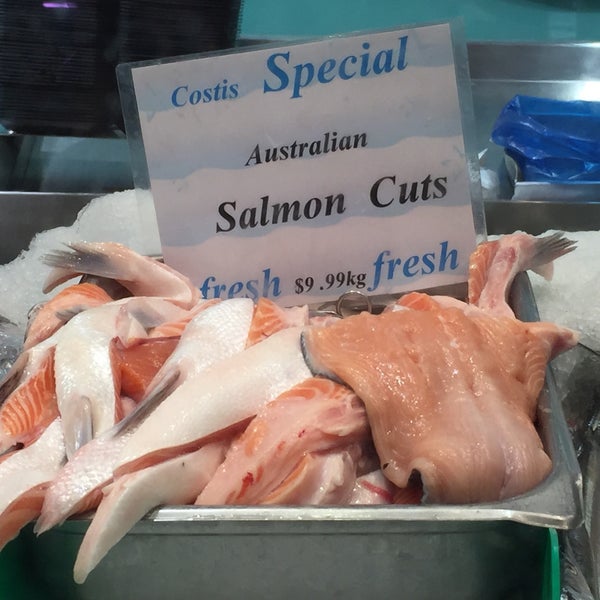 Costis Special
Australian
Salmon Cuts
fresh $9.99kg fresh